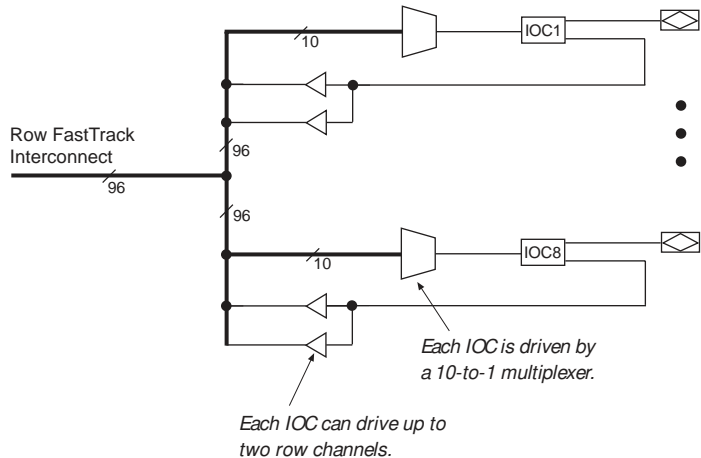 10
IOC1
Row FastTrack
Interconnect
96
96
96
10
IOC8
Each IOC is driven by
a 10-to-1 multiplexer.
Each IOC can drive up to
two row channels.